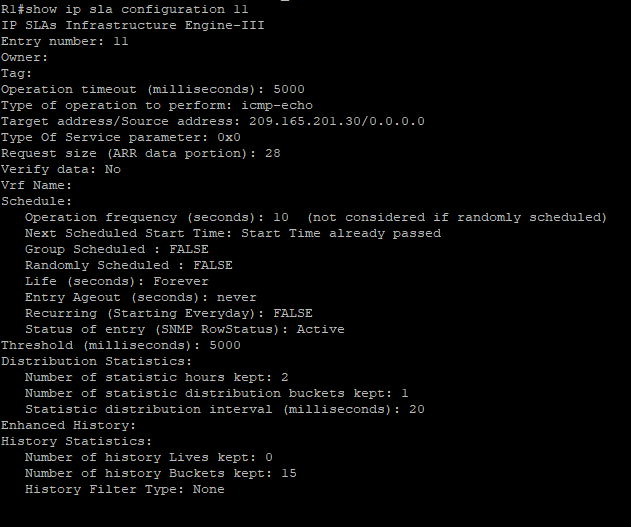 R1#show ip sla configuration 11
IP SLAs Infrastructure Engine-III
Entry number: 11
Owner:
Tag:
Operation timeout (milliseconds): 5000
Type of operation to perform: icmp-echo
Target address/Source address: 209.165.201.30/0.0.0.0
Type Of Service parameter: 0x0
Request size (ARR data portion): 28
Verify data: No
Vrf Name:
Schedule:
   Operation frequency (seconds): 10  (not considered if randomly scheduled)
   Next Scheduled Start Time: Start Time already passed
   Group Scheduled : FALSE
   Randomly Scheduled : FALSE
   Life (seconds): Forever
   Entry Ageout (seconds): never
   Recurring (Starting Everyday): FALSE
   Status of entry (SNMP RowStatus): Active
Threshold (milliseconds): 5000
Distribution Statistics:
   Number of statistic hours kept: 2
   Number of statistic distribution buckets kept: 1
   Statistic distribution interval (milliseconds): 20
Enhanced History:
History Statistics:
   Number of history Lives kept: 0
   Number of history Buckets kept: 15
   History Filter Type: None